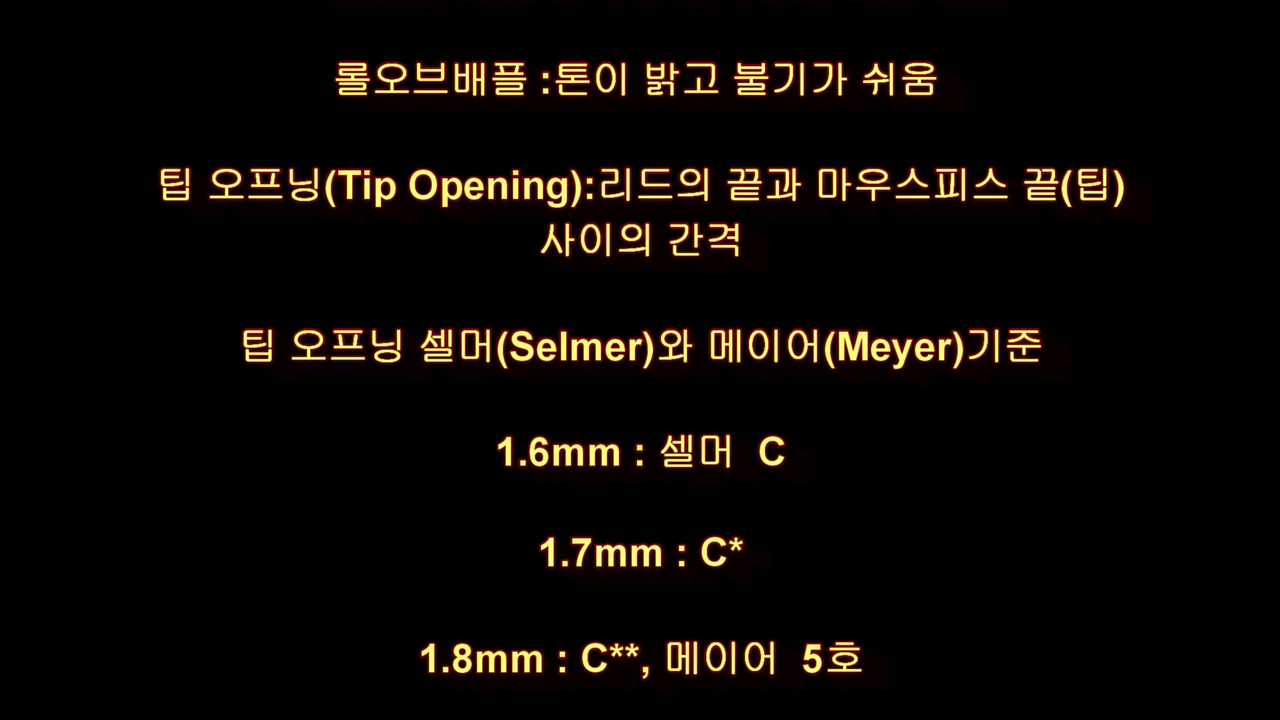 롤오브배플 :톤이 밝고 불기가 쉬움
팁 오프닝(Tip Opening):리드의 끝과 마우스피스 끝(팁)
사이의 간격
팁 오프닝 셀머(Selmer)와 메이어(Meyer)기준
1.6mm : 셀머 C
1.7mm : C*
1.8mm : C**, 메이어 5호